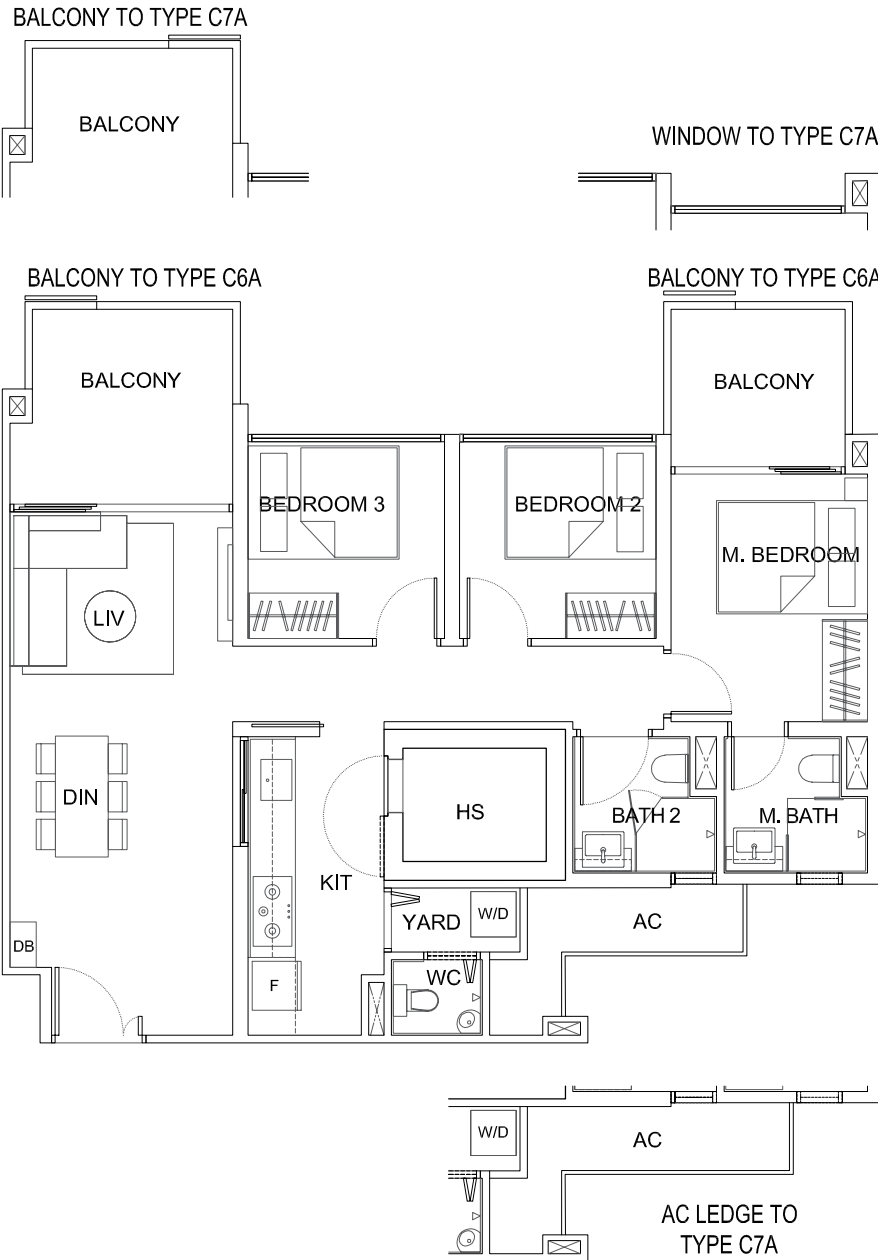 BALCONY TO TYPE C7A
BALCONY
WINDOW TO TYPE C7A
BALCONY TO TYPE C6A
BALCONY TO TYPE C6A
BALCONY
BALCONY
BEDROOM 3
BEDROOM 2
M. BEDROOM
LIV
DIN
HS
BATH 2
M. BATH
KIT
YARD
W/D
AC
DB
WC
F
W/D
AC
AC LEDGE TO
TYPE C7A